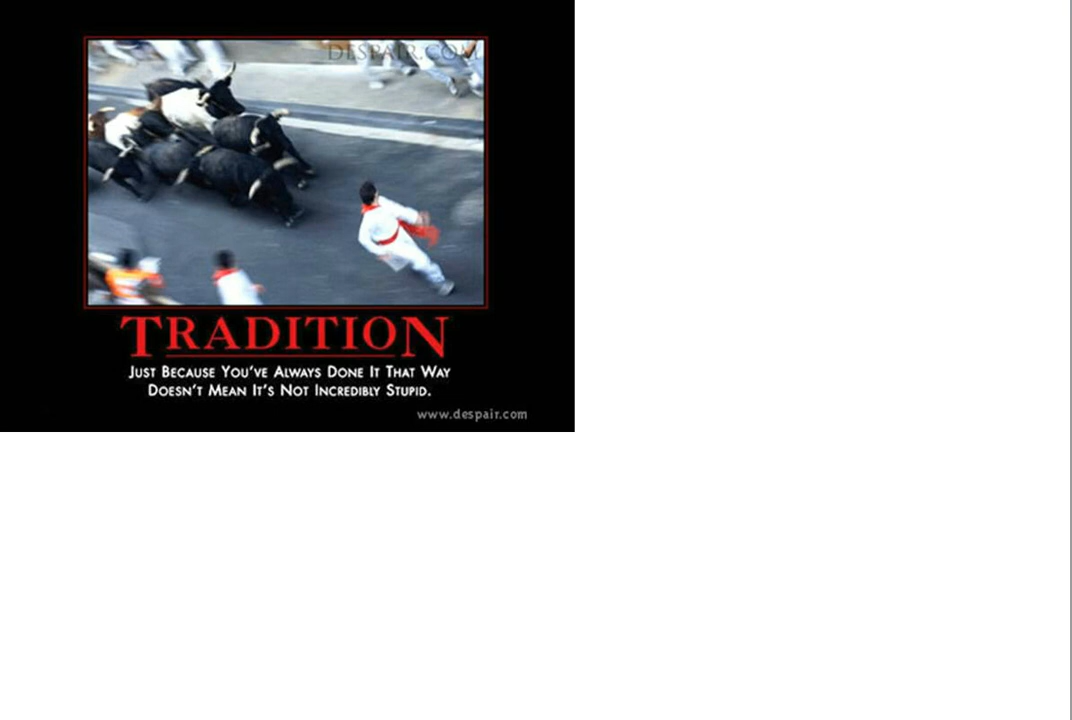 DESPAIR.COM
TRADITION
JUST BECAUSE YOU'VE ALWAYS DONE IT THAT WAY
DOESN'T MEAN IT'S NOT INCREDIBLY STUPID.
www.despair.com